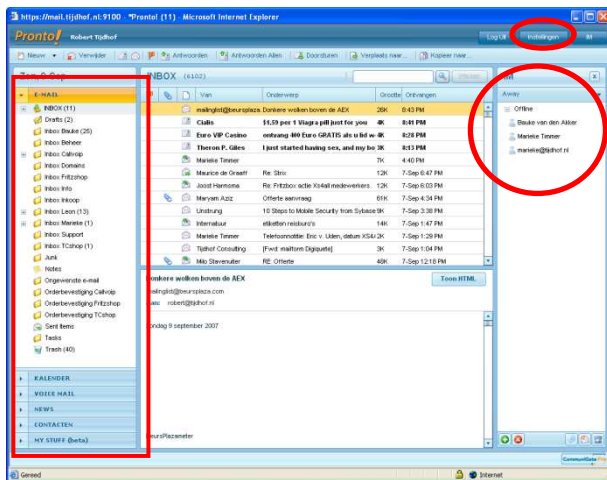 https://mail.tijdhof.nl:9100 - *Pronto! (11) - Microsoft Internet Explorer
Pronto! Robert Tijdhof Log Uit Instellingen IM
Nieuw Verwijder Antwoorden Antwoorden Allen Doorsturen Verplaats naar... Kopieer naar...
INBOX (6102)
E-MAIL
INBOX (11)
Drafts (2)
Inbox Bauke (25)
Inbox Beheer
Inbox Callvoip
Inbox Domains
Inbox Fritzshop
Inbox Info
Inbox Inkoop
Inbox Leon (13)
Inbox Marieke (1)
Inbox Support
Inbox TCshop (1)
Junk
Notes
Ongewenste e-mail
Orderbevestiging Callvoip
Orderbevestiging Fritzshop
Orderbevestiging TCshop
Sent Items
Tasks
Trash (40)
KALENDER
VOICE MAIL
NEWS
CONTACTEN
MY STUFF (beta)
Van Onderwerp Grootte Ontvangen
mailinglist@beursplaza. Donkere wolken boven de AEX 26K 8:43 PM
Cialis $1,59 per 1 Viagra pill just for you 4K 8:41 PM
Euro VIP Casino ontvang 400 Euro GRATIS als u lid w 4K 8:28 PM
Theron P. Giles I just started having sex, and my bo 3K 8:13 PM
Marieke Timmer 7K 4:40 PM
Maurice de Graaff Re: Strix 12K 7-Sep 6:47 PM
Joost Harmsma Re: Fritzbox actie Xs4all medewerkers. 12K 7-Sep 6:03 PM
Maryam Aziz Offerte aanvraag 61K 7-Sep 4:34 PM
Unstrung 10 Steps to Mobile Security from Sybase 9K 7-Sep 3:38 PM
Internatuur etiketten reisburo's 14K 7-Sep 1:47 PM
Marieke Timmer Telefoonnotitie: Eric v. Uden, datum XS4/ 2K 7-Sep 1:29 PM
Tijdhof Consulting [Fwd: mailform Digiquete] 3K 7-Sep 1:04 PM
Milo Stavenuiter RE: Offerte 48K 7-Sep 12:18 PM
Donkere wolken boven de AEX Toon HTML
mailinglist@beursplaza.com
robert@tijdhof.nl
ondag 9 september 2007
eursPlazameter
Away
Offline
Bauke van den Akker
Marieke Timmer
marieke@tijdhof.nl
CommuniGate
Gereed Internet